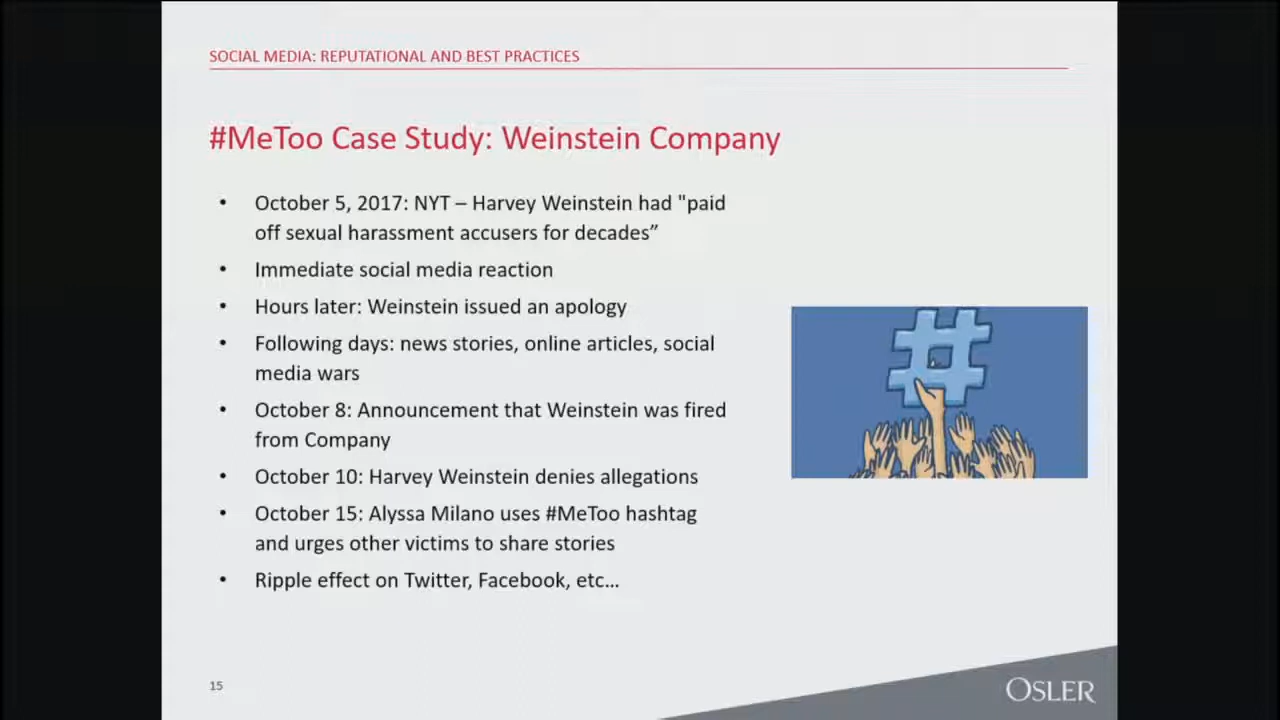 SOCIAL MEDIA: REPUTATIONAL AND BEST PRACTICES
#MeToo Case Study: Weinstein Company
• October 5, 2017: NYT – Harvey Weinstein had "paid
off sexual harassment accusers for decades”
• Immediate social media reaction
• Hours later: Weinstein issued an apology
• Following days: news stories, online articles, social
media wars
• October 8: Announcement that Weinstein was fired
from Company
• October 10: Harvey Weinstein denies allegations
• October 15: Alyssa Milano uses #MeToo hashtag
and urges other victims to share stories
• Ripple effect on Twitter, Facebook, etc…
#
15
OSLER